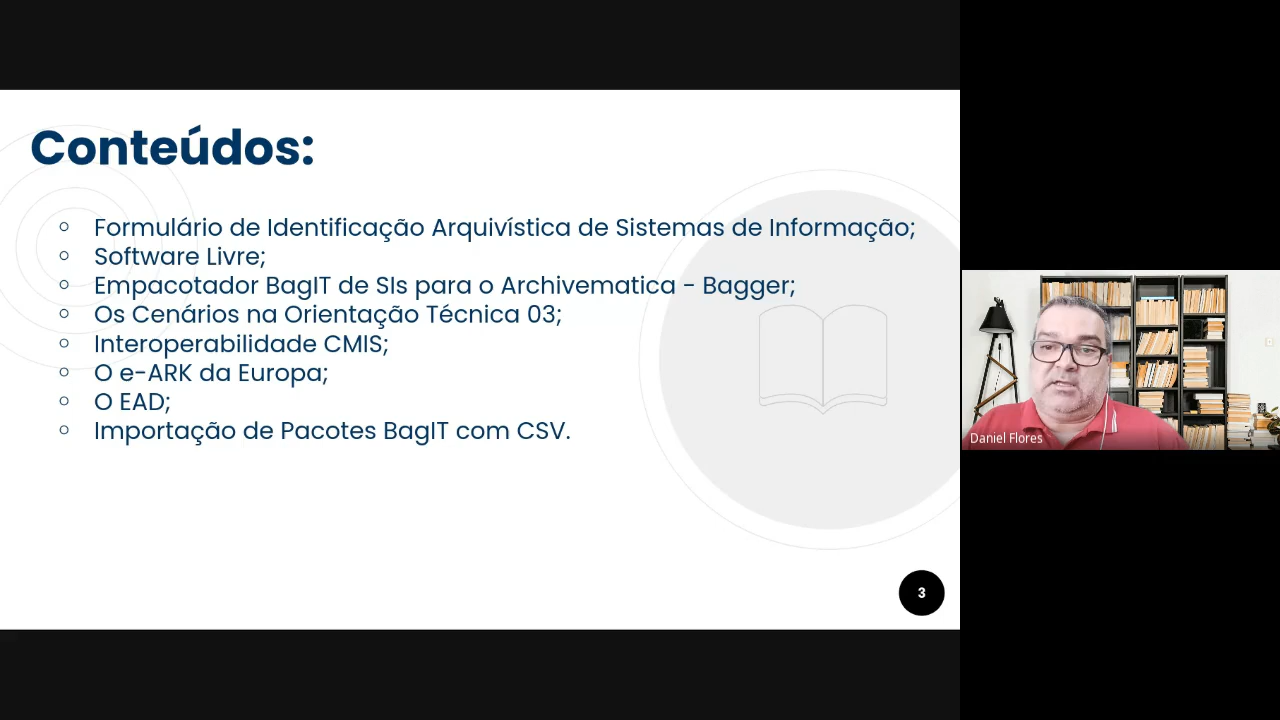 Conteúdos:
Formulário de Identificação Arquivística de Sistemas de Informação;
Software Livre;
Empacotador BagIT de SIs para o Archivematica - Bagger;
Os Cenários na Orientação Técnica 03;
Interoperabilidade CMIS;
O e-ARK da Europa;
O EAD;
Importação de Pacotes BagIT com CSV.
3
Daniel Flores